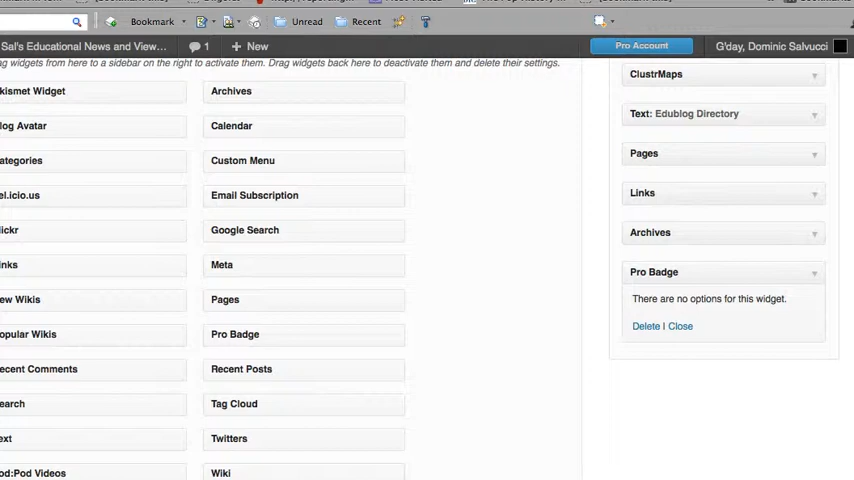 Bookmark Unread Recent
Sal's Educational News and View… 1 + New Pro Account G'day, Dominic Salvucci
ag widgets from here to a sidebar on the right to activate them. Drag widgets back here to deactivate them and delete their settings.
kismet Widget Archives
log Avatar Calendar
ategories Custom Menu
el.icio.us Email Subscription
lickr Google Search
inks Meta
ew Wikis Pages
opular Wikis Pro Badge
ecent Comments Recent Posts
earch Tag Cloud
ext Twitters
od:Pod Videos Wiki
ClustrMaps
Text: Edublog Directory
Pages
Links
Archives
Pro Badge
There are no options for this widget.
Delete | Close